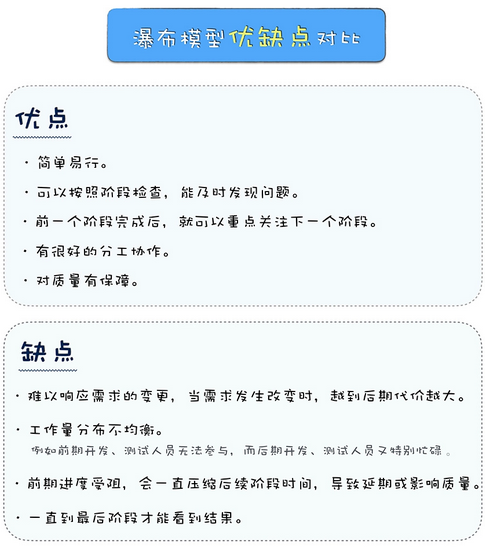 瀑布模型优缺点对比
优点
· 简单易行。
· 可以按照阶段检查，能及时发现问题。
· 前一个阶段完成后，就可以重点关注下一个阶段。
· 有很好的分工协作。
· 对质量有保障。
缺点
· 难以响应需求的变更，当需求发生改变时，越到后期代价越大。
· 工作量分布不均衡。
例如前期开发、测试人员无法参与，而后期开发、测试人员又特别忙碌。
· 前期进度受阻，会一直压缩后续阶段时间，导致延期或影响质量。
· 一直到最后阶段才能看到结果。